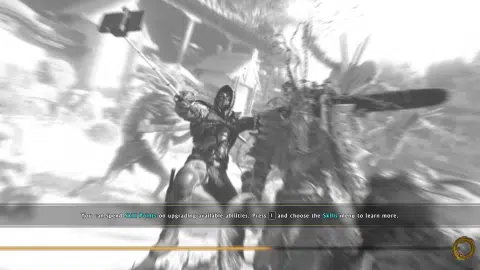 You can spend Skill Points on upgrading available abilities. Press I and choose the Skills menu to learn more.